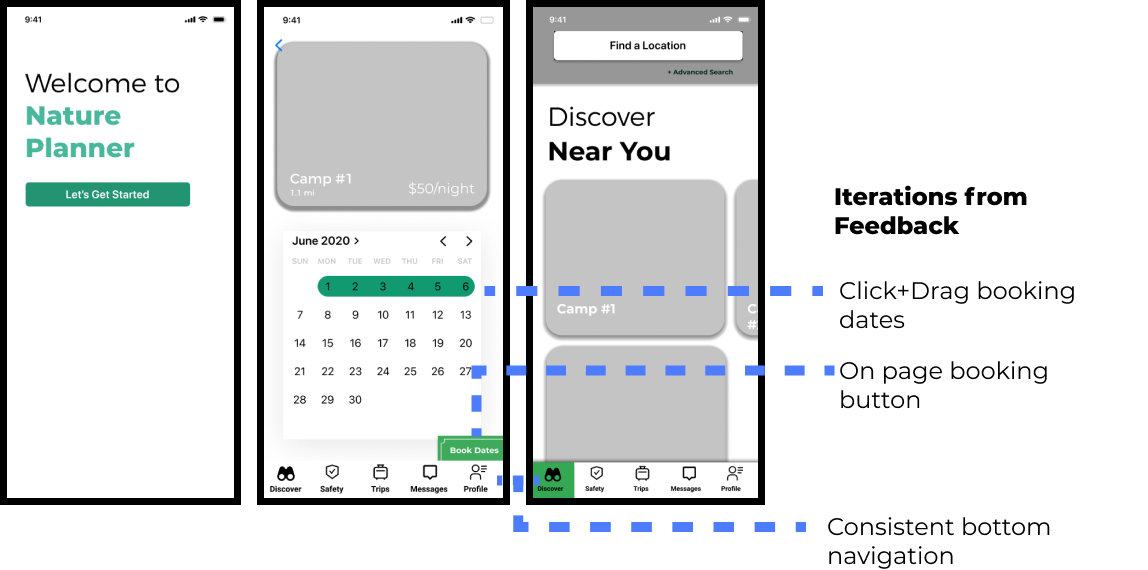 9:41
Welcome to
Nature
Planner
Let's Get Started
9:41
Camp #1
1.1 mi
$50/night
June 2020 >
SUN MON TUE WED THU FRI SAT
1 2 3 4 5 6
7 8 9 10 11 12 13
14 15 16 17 18 19 20
21 22 23 24 25 26 27
28 29 30
Book Dates
Discover Safety Trips Messages Profile
9:41
Find a Location
+ Advanced Search
Discover
Near You
Camp #1
C
#
Discover Safety Trips Messages Profile
Iterations from
Feedback
Click+Drag booking
dates
On page booking
button
Consistent bottom
navigation